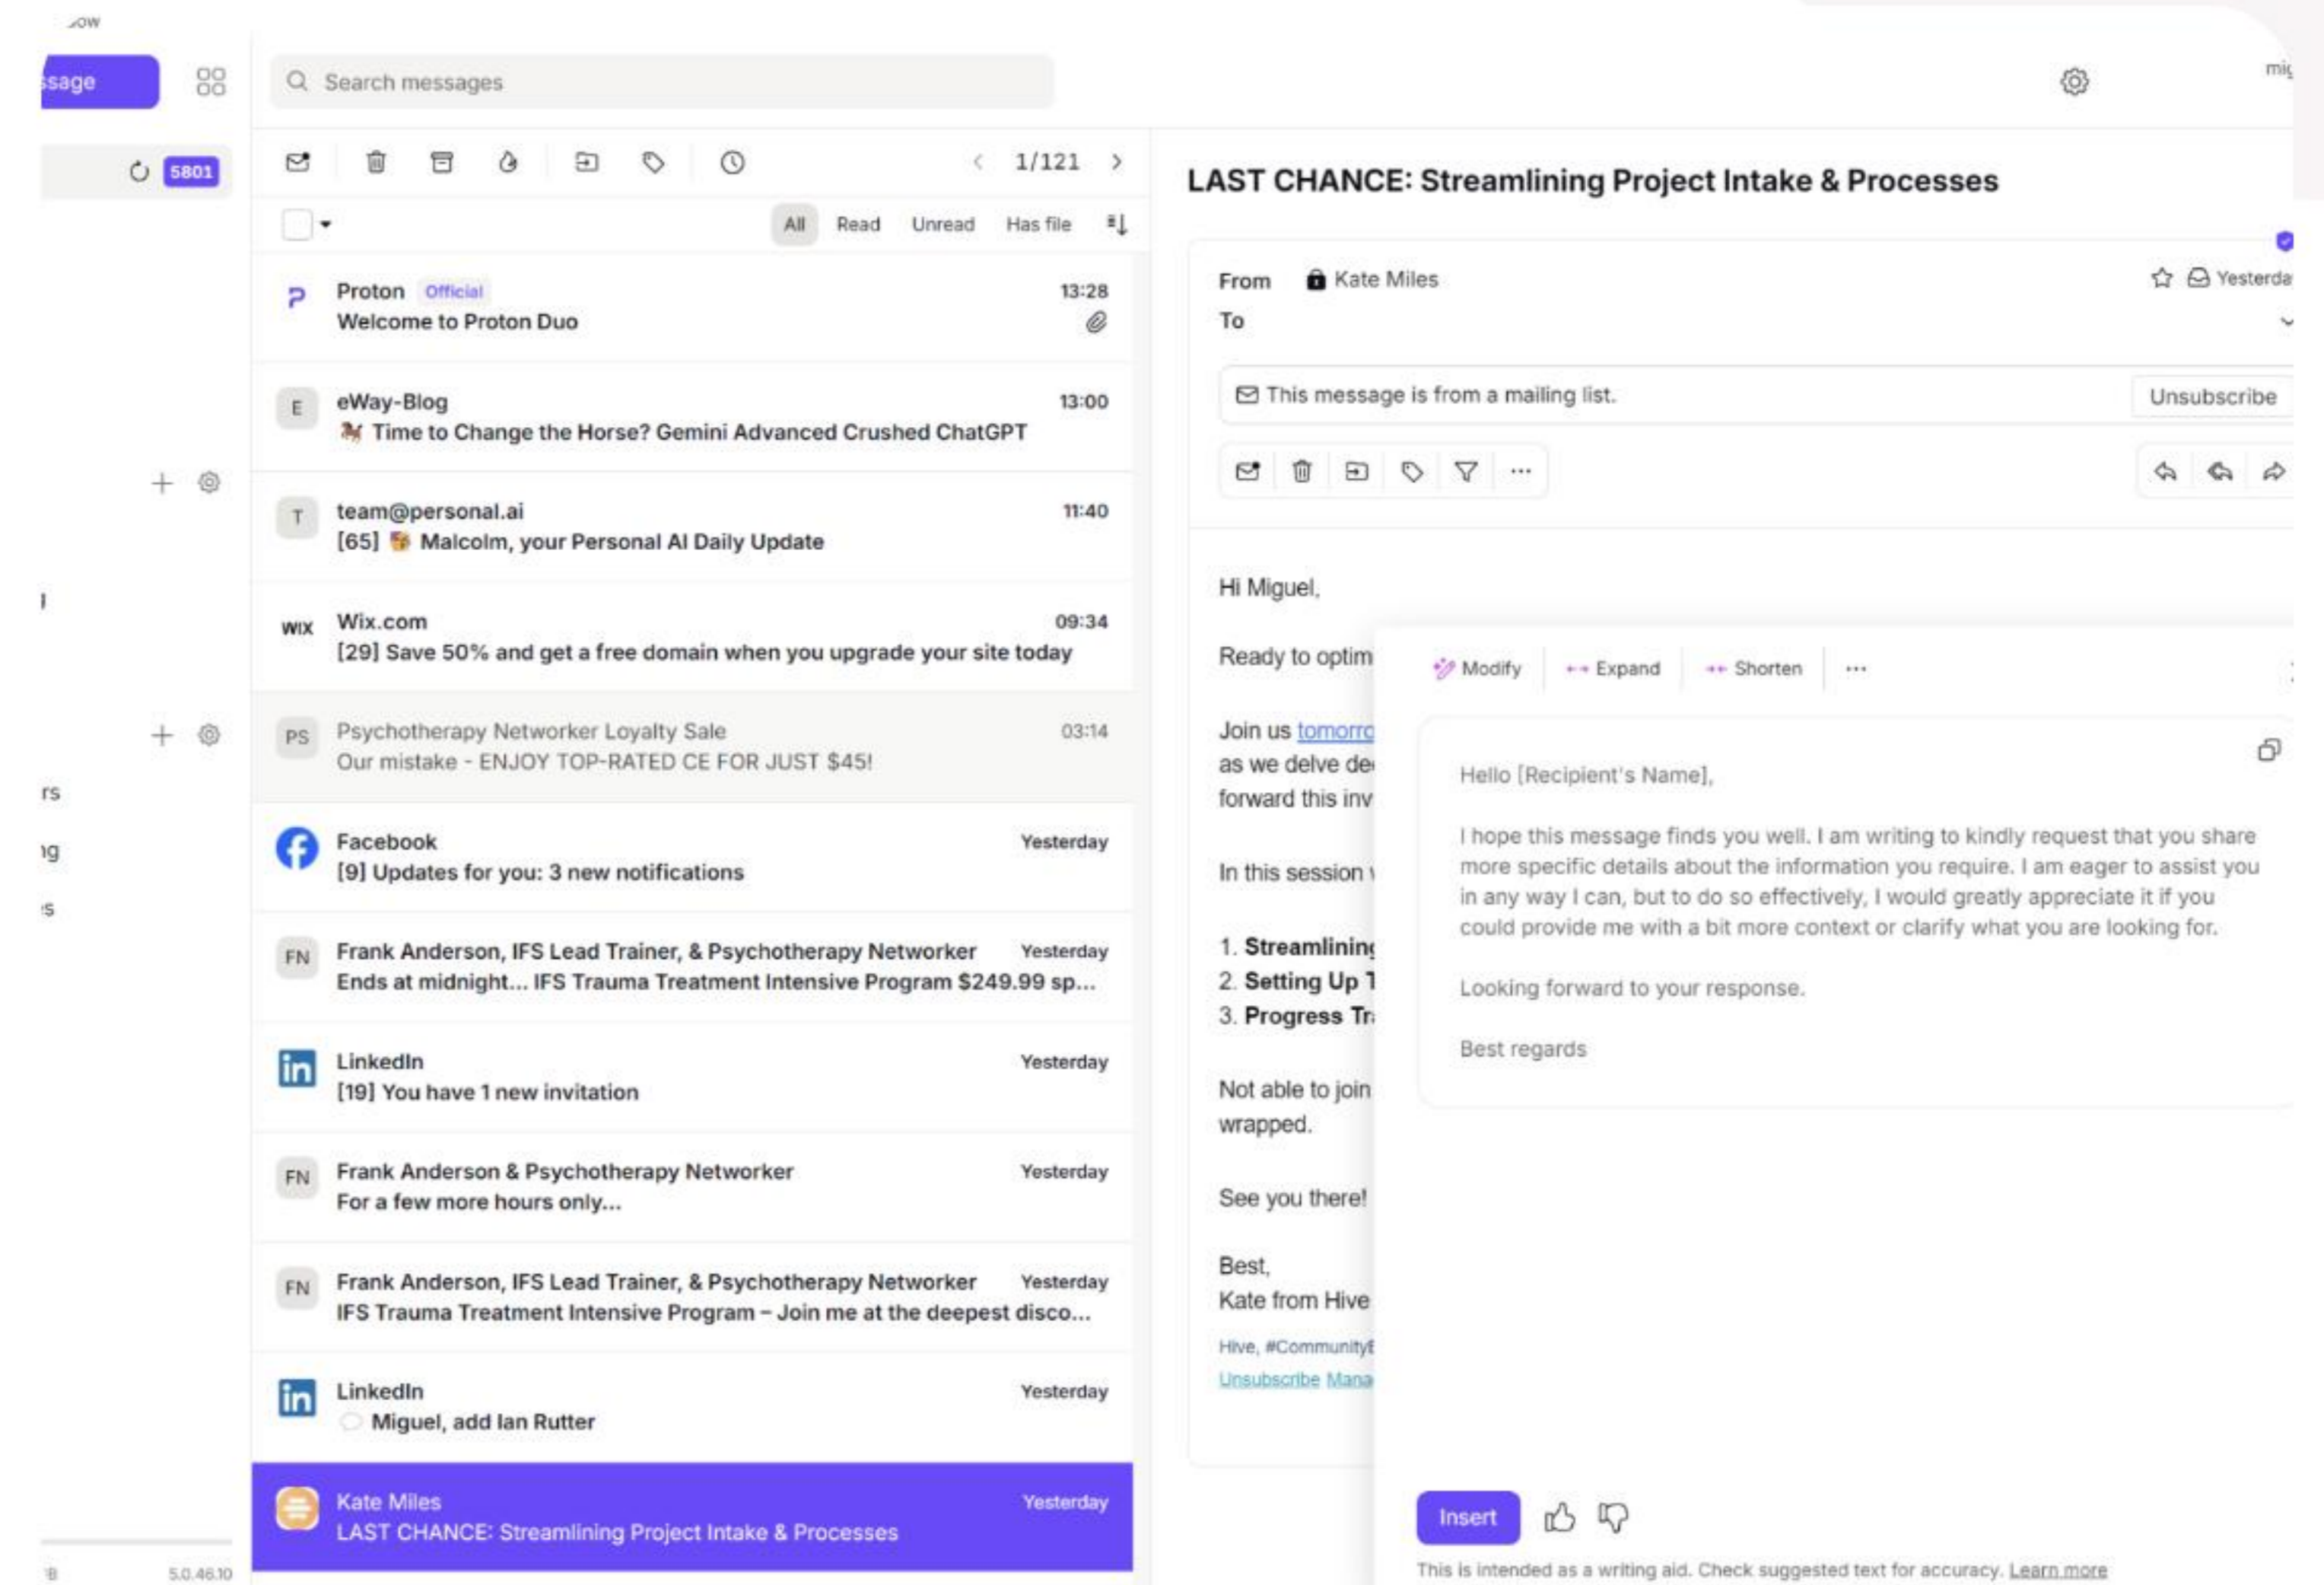 ssage
Search messages
5801
1/121
All Read Unread Has file
Proton Official 13:28
Welcome to Proton Duo
E eWay-Blog 13:00
Time to Change the Horse? Gemini Advanced Crushed ChatGPT
T team@personal.ai 11:40
[65] Malcolm, your Personal AI Daily Update
WIX Wix.com 09:34
[29] Save 50% and get a free domain when you upgrade your site today
PS Psychotherapy Networker Loyalty Sale 03:14
Our mistake - ENJOY TOP-RATED CE FOR JUST $45!
Facebook Yesterday
[9] Updates for you: 3 new notifications
FN Frank Anderson, IFS Lead Trainer, & Psychotherapy Networker Yesterday
Ends at midnight... IFS Trauma Treatment Intensive Program $249.99 sp...
in LinkedIn Yesterday
[19] You have 1 new invitation
FN Frank Anderson & Psychotherapy Networker Yesterday
For a few more hours only...
FN Frank Anderson, IFS Lead Trainer, & Psychotherapy Networker Yesterday
IFS Trauma Treatment Intensive Program – Join me at the deepest disco...
in LinkedIn Yesterday
Miguel, add Ian Rutter
Kate Miles Yesterday
LAST CHANCE: Streamlining Project Intake & Processes
rs
ng
es
5.0.46.10
mig
LAST CHANCE: Streamlining Project Intake & Processes
From Kate Miles Yesterda
To
This message is from a mailing list. Unsubscribe
Hi Miguel,
Ready to optim
Join us tomorro
as we delve de
forward this inv
In this session
1. Streamlining
2. Setting Up T
3. Progress Tra
Not able to join
wrapped.
See you there!
Best,
Kate from Hive
Hive, #CommunityB
Unsubscribe Mana
Modify Expand Shorten ...
Hello [Recipient's Name],
I hope this message finds you well. I am writing to kindly request that you share
more specific details about the information you require. I am eager to assist you
in any way I can, but to do so effectively, I would greatly appreciate it if you
could provide me with a bit more context or clarify what you are looking for.
Looking forward to your response.
Best regards
Insert
This is intended as a writing aid. Check suggested text for accuracy. Learn more